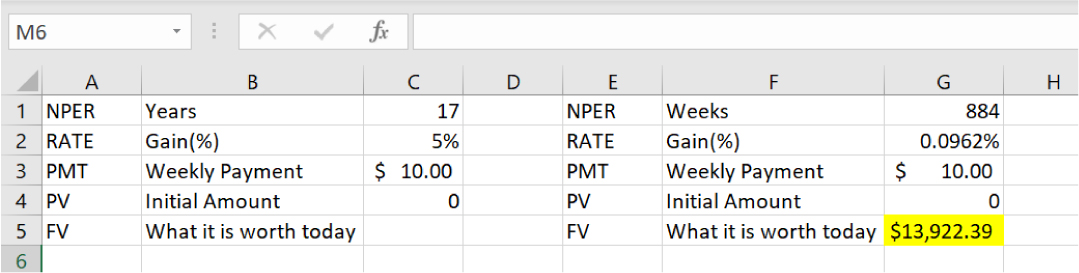 M6 fx
A B C D E F G H
1 NPER Years 17 NPER Weeks 884
2 RATE Gain(%) 5% RATE Gain(%) 0.0962%
3 PMT Weekly Payment $ 10.00 PMT Weekly Payment $ 10.00
4 PV Initial Amount 0 PV Initial Amount 0
5 FV What it is worth today FV What it is worth today $13,922.39
6